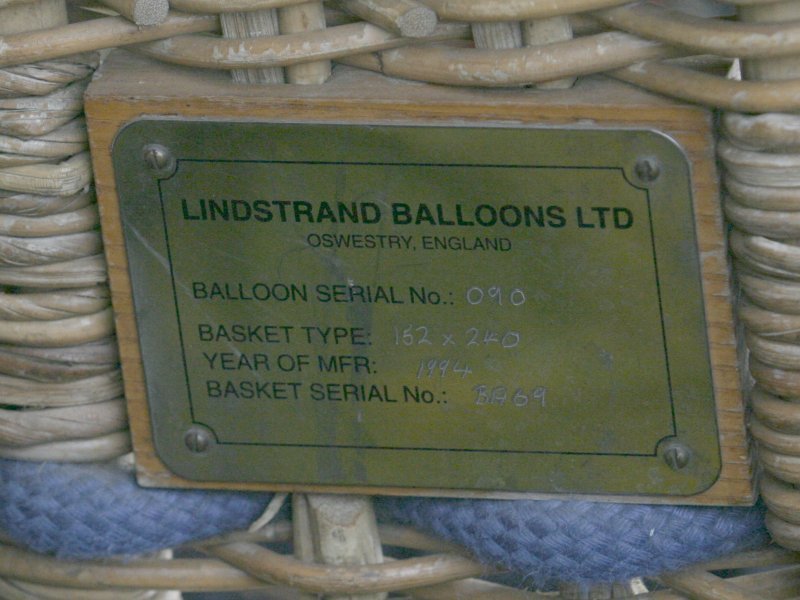 LINDSTRAND BALLOONS LTD
OSWESTRY, ENGLAND
BALLOON SERIAL No.: 090
BASKET TYPE: 152 x 240
YEAR OF MFR: 1994
BASKET SERIAL No.: BA69